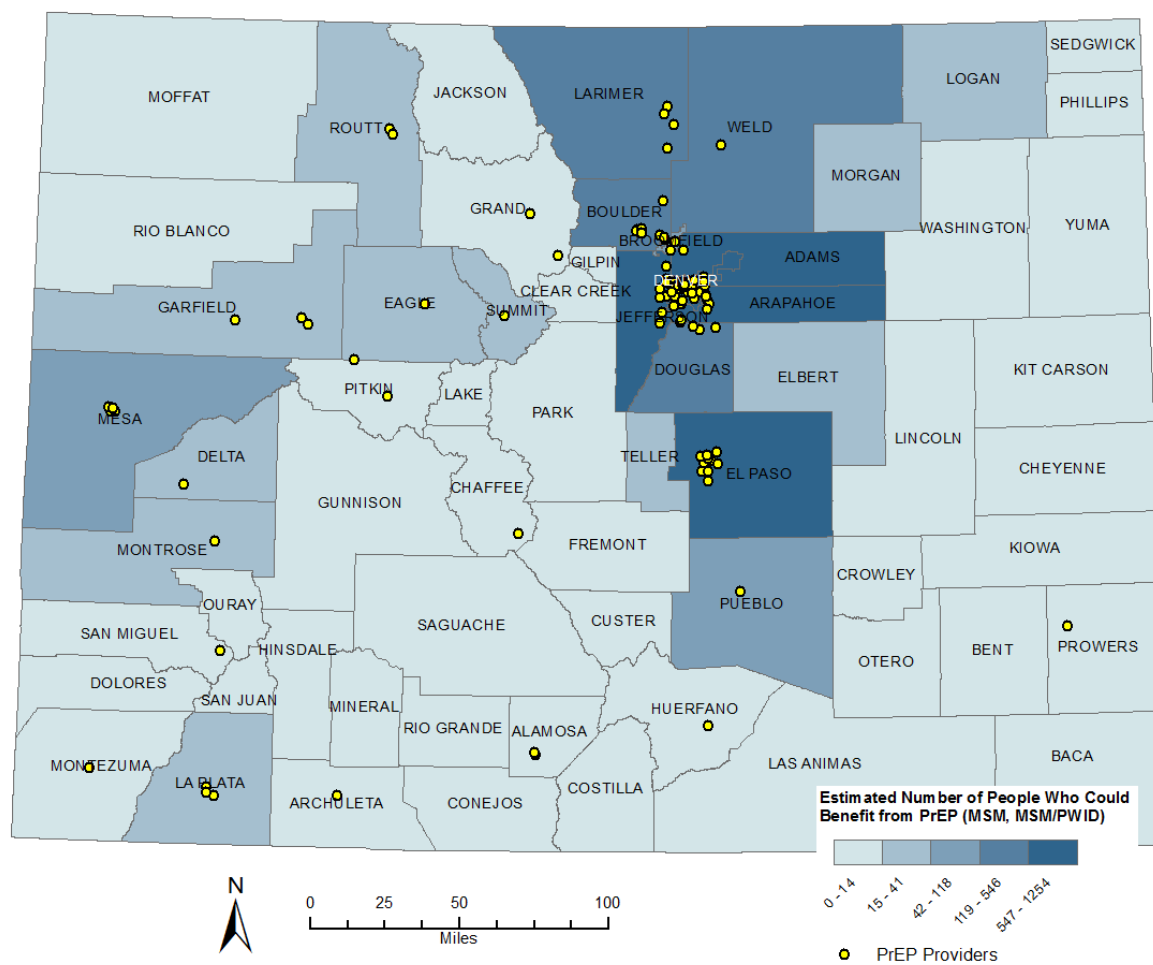 SEDGWICK
LOGAN
JACKSON
LARIMER
MOFFAT
PHILLIPS
ROUTT
WELD
MORGAN
GRAND
BOULDER
WASHINGTON
YUMA
RIO BLANCO
BROOMFIELD
GILPIN
ADAMS
DENVER
CLEAR CREEK
EAGLE
GARFIELD
SUMMIT
ARAPAHOE
JEFFERSON
DOUGLAS
KIT CARSON
ELBERT
PITKIN
LAKE
PARK
MESA
LINCOLN
DELTA
TELLER
CHEYENNE
EL PASO
CHAFFEE
GUNNISON
FREMONT
MONTROSE
KIOWA
CROWLEY
OURAY
PUEBLO
CUSTER
SAGUACHE
SAN MIGUEL
HINSDALE
BENT
PROWERS
OTERO
DOLORES
SAN JUAN
MINERAL
HUERFANO
RIO GRANDE
ALAMOSA
BACA
MONTEZUMA
LAS ANIMAS
LA PLATA
COSTILLA
ARCHULETA
CONEJOS
Estimated Number of People Who Could
Benefit from PrEP (MSM, MSM/PWID)
0 - 14
15 - 41
42 - 118
119 - 546
547 - 1254
PrEP Providers
N
0 25 50 100
Miles